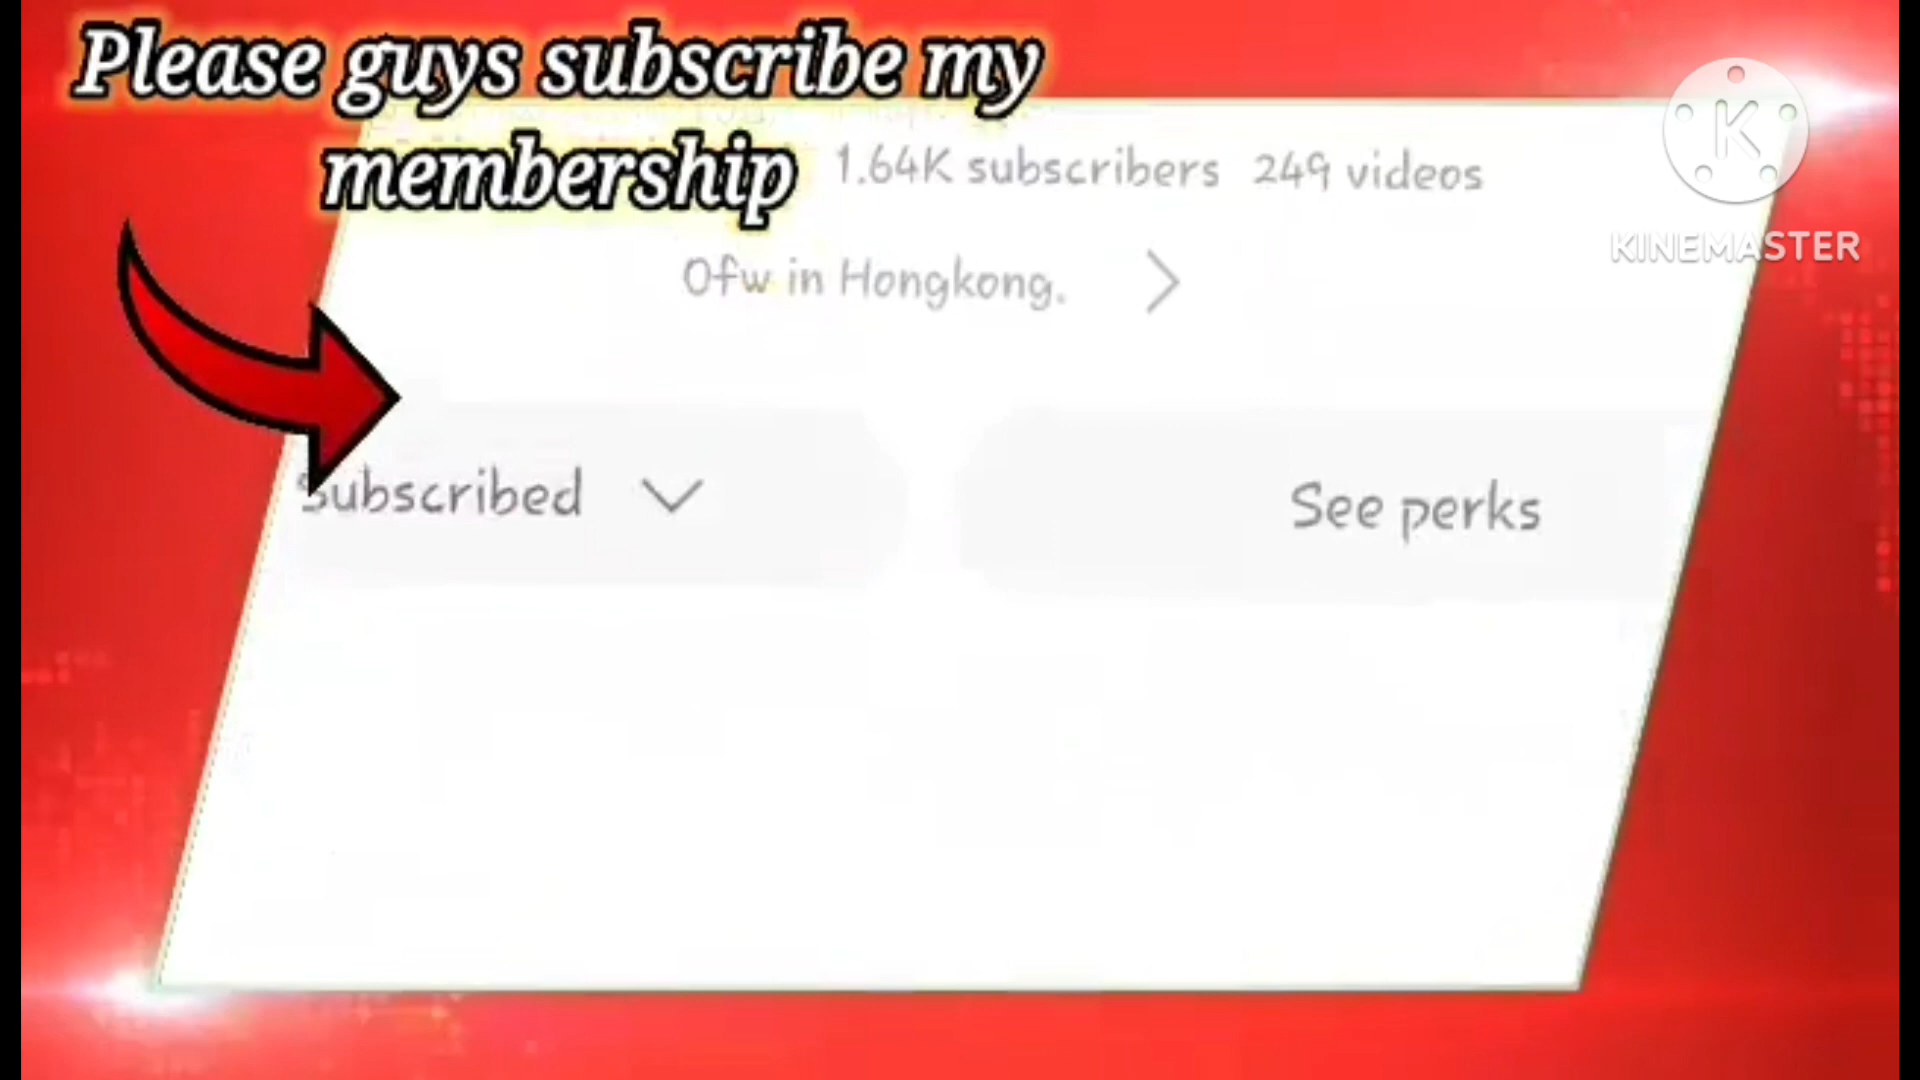 Please guys subscribe my
membership
1.64K subscribers 249 videos
Ofw in Hongkong.
Subscribed
See perks
K
KINEMASTER